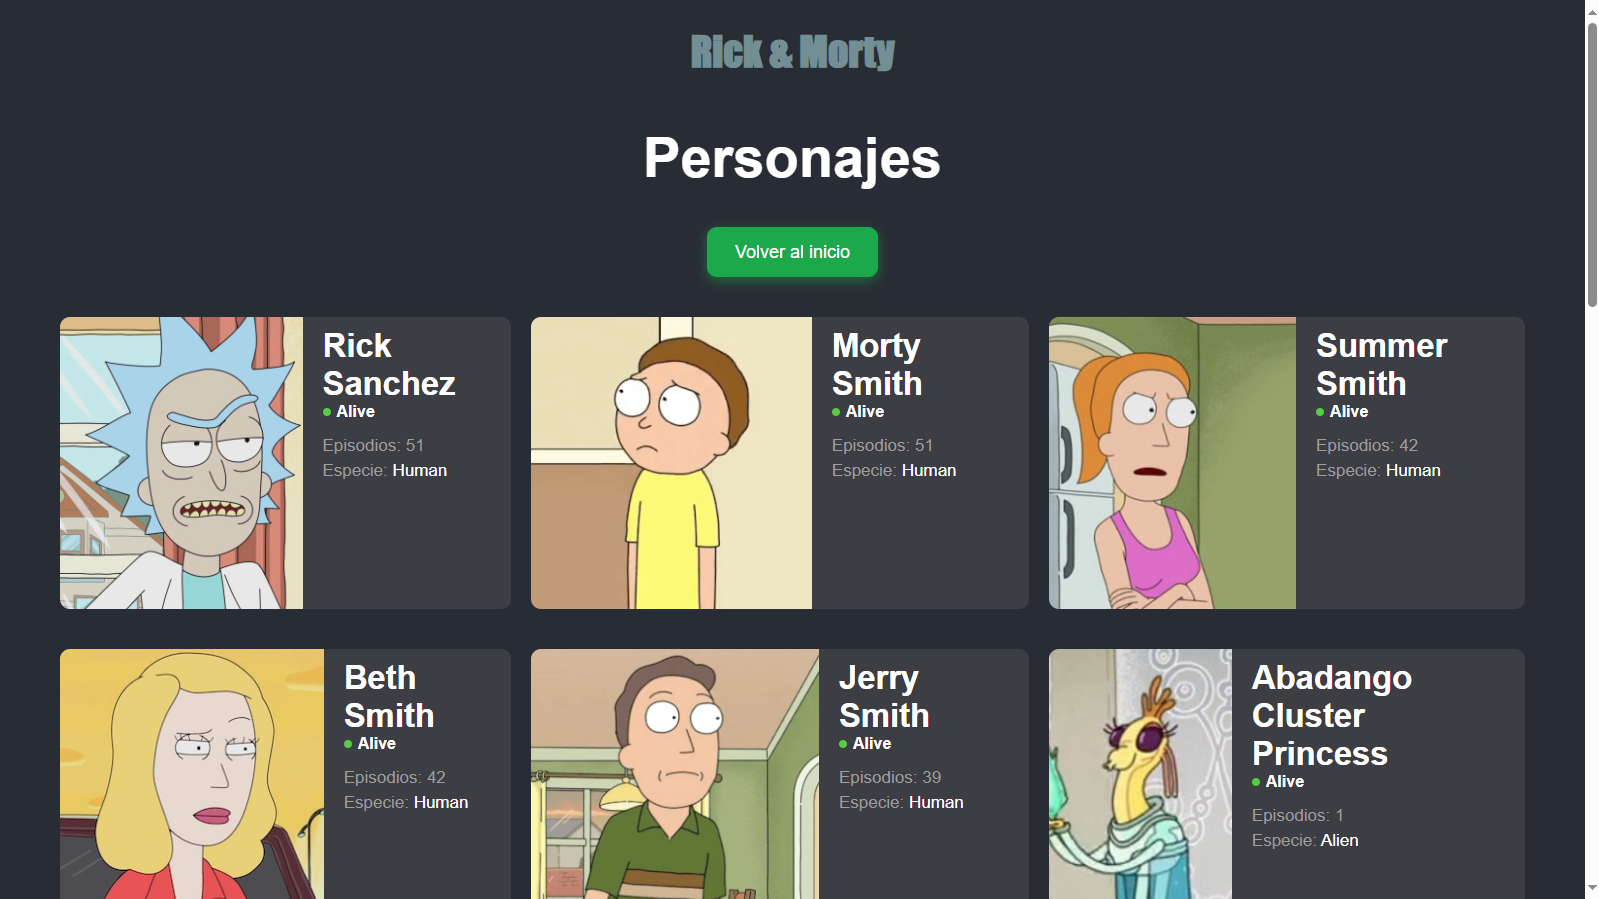 Rick & Morty
Personajes
Volver al inicio
Rick
Sanchez
Alive
Episodios: 51
Especie: Human
Morty
Smith
Alive
Episodios: 51
Especie: Human
Summer
Smith
Alive
Episodios: 42
Especie: Human
Beth
Smith
Alive
Episodios: 42
Especie: Human
Jerry
Smith
Alive
Episodios: 39
Especie: Human
Abadango
Cluster
Princess
Alive
Episodios: 1
Especie: Alien